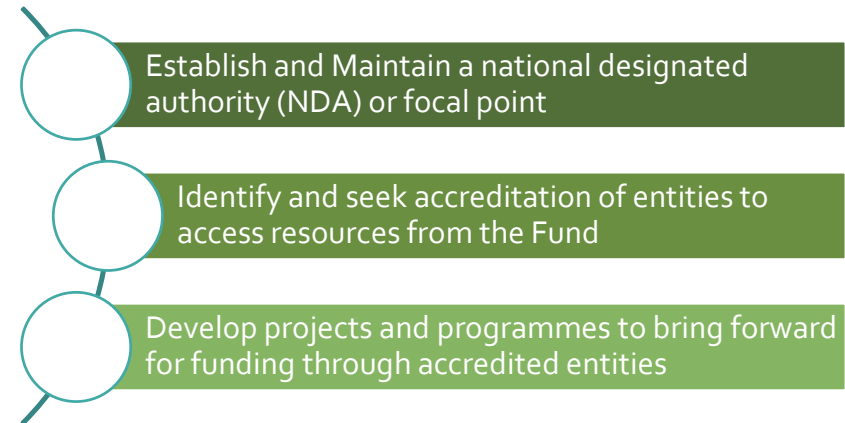 Establish and Maintain a national designated
authority (NDA) or focal point
Identify and seek accreditation of entities to
access resources from the Fund
Develop projects and programmes to bring forward
for funding through accredited entities